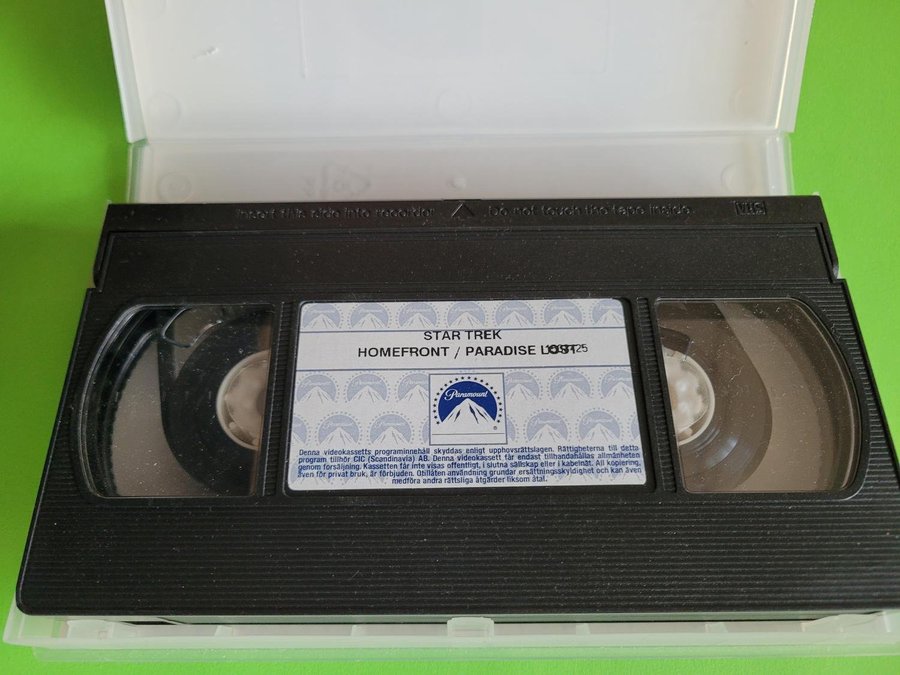 Insert this side into recorder △ Do not touch the tape inside. VHS
STAR TREK
HOMEFRONT / PARADISE LOST
Paramount
Denna videokassetts programinnehåll skyddas enligt upphovsrättslagen. Rättigheterna till detta
program tillhör CIC (Scandinavia) AB. Denna videokassett får endast tillhandahållas allmänheten
genom försäljning. Kassetten får inte visas offentligt, i slutna sällskap eller i kabelnät. All kopiering,
även för privat bruk, är förbjuden. Otillåten användning grundar ersättningsskyldighet och kan även
medföra andra rättsliga åtgärder liksom åtal.